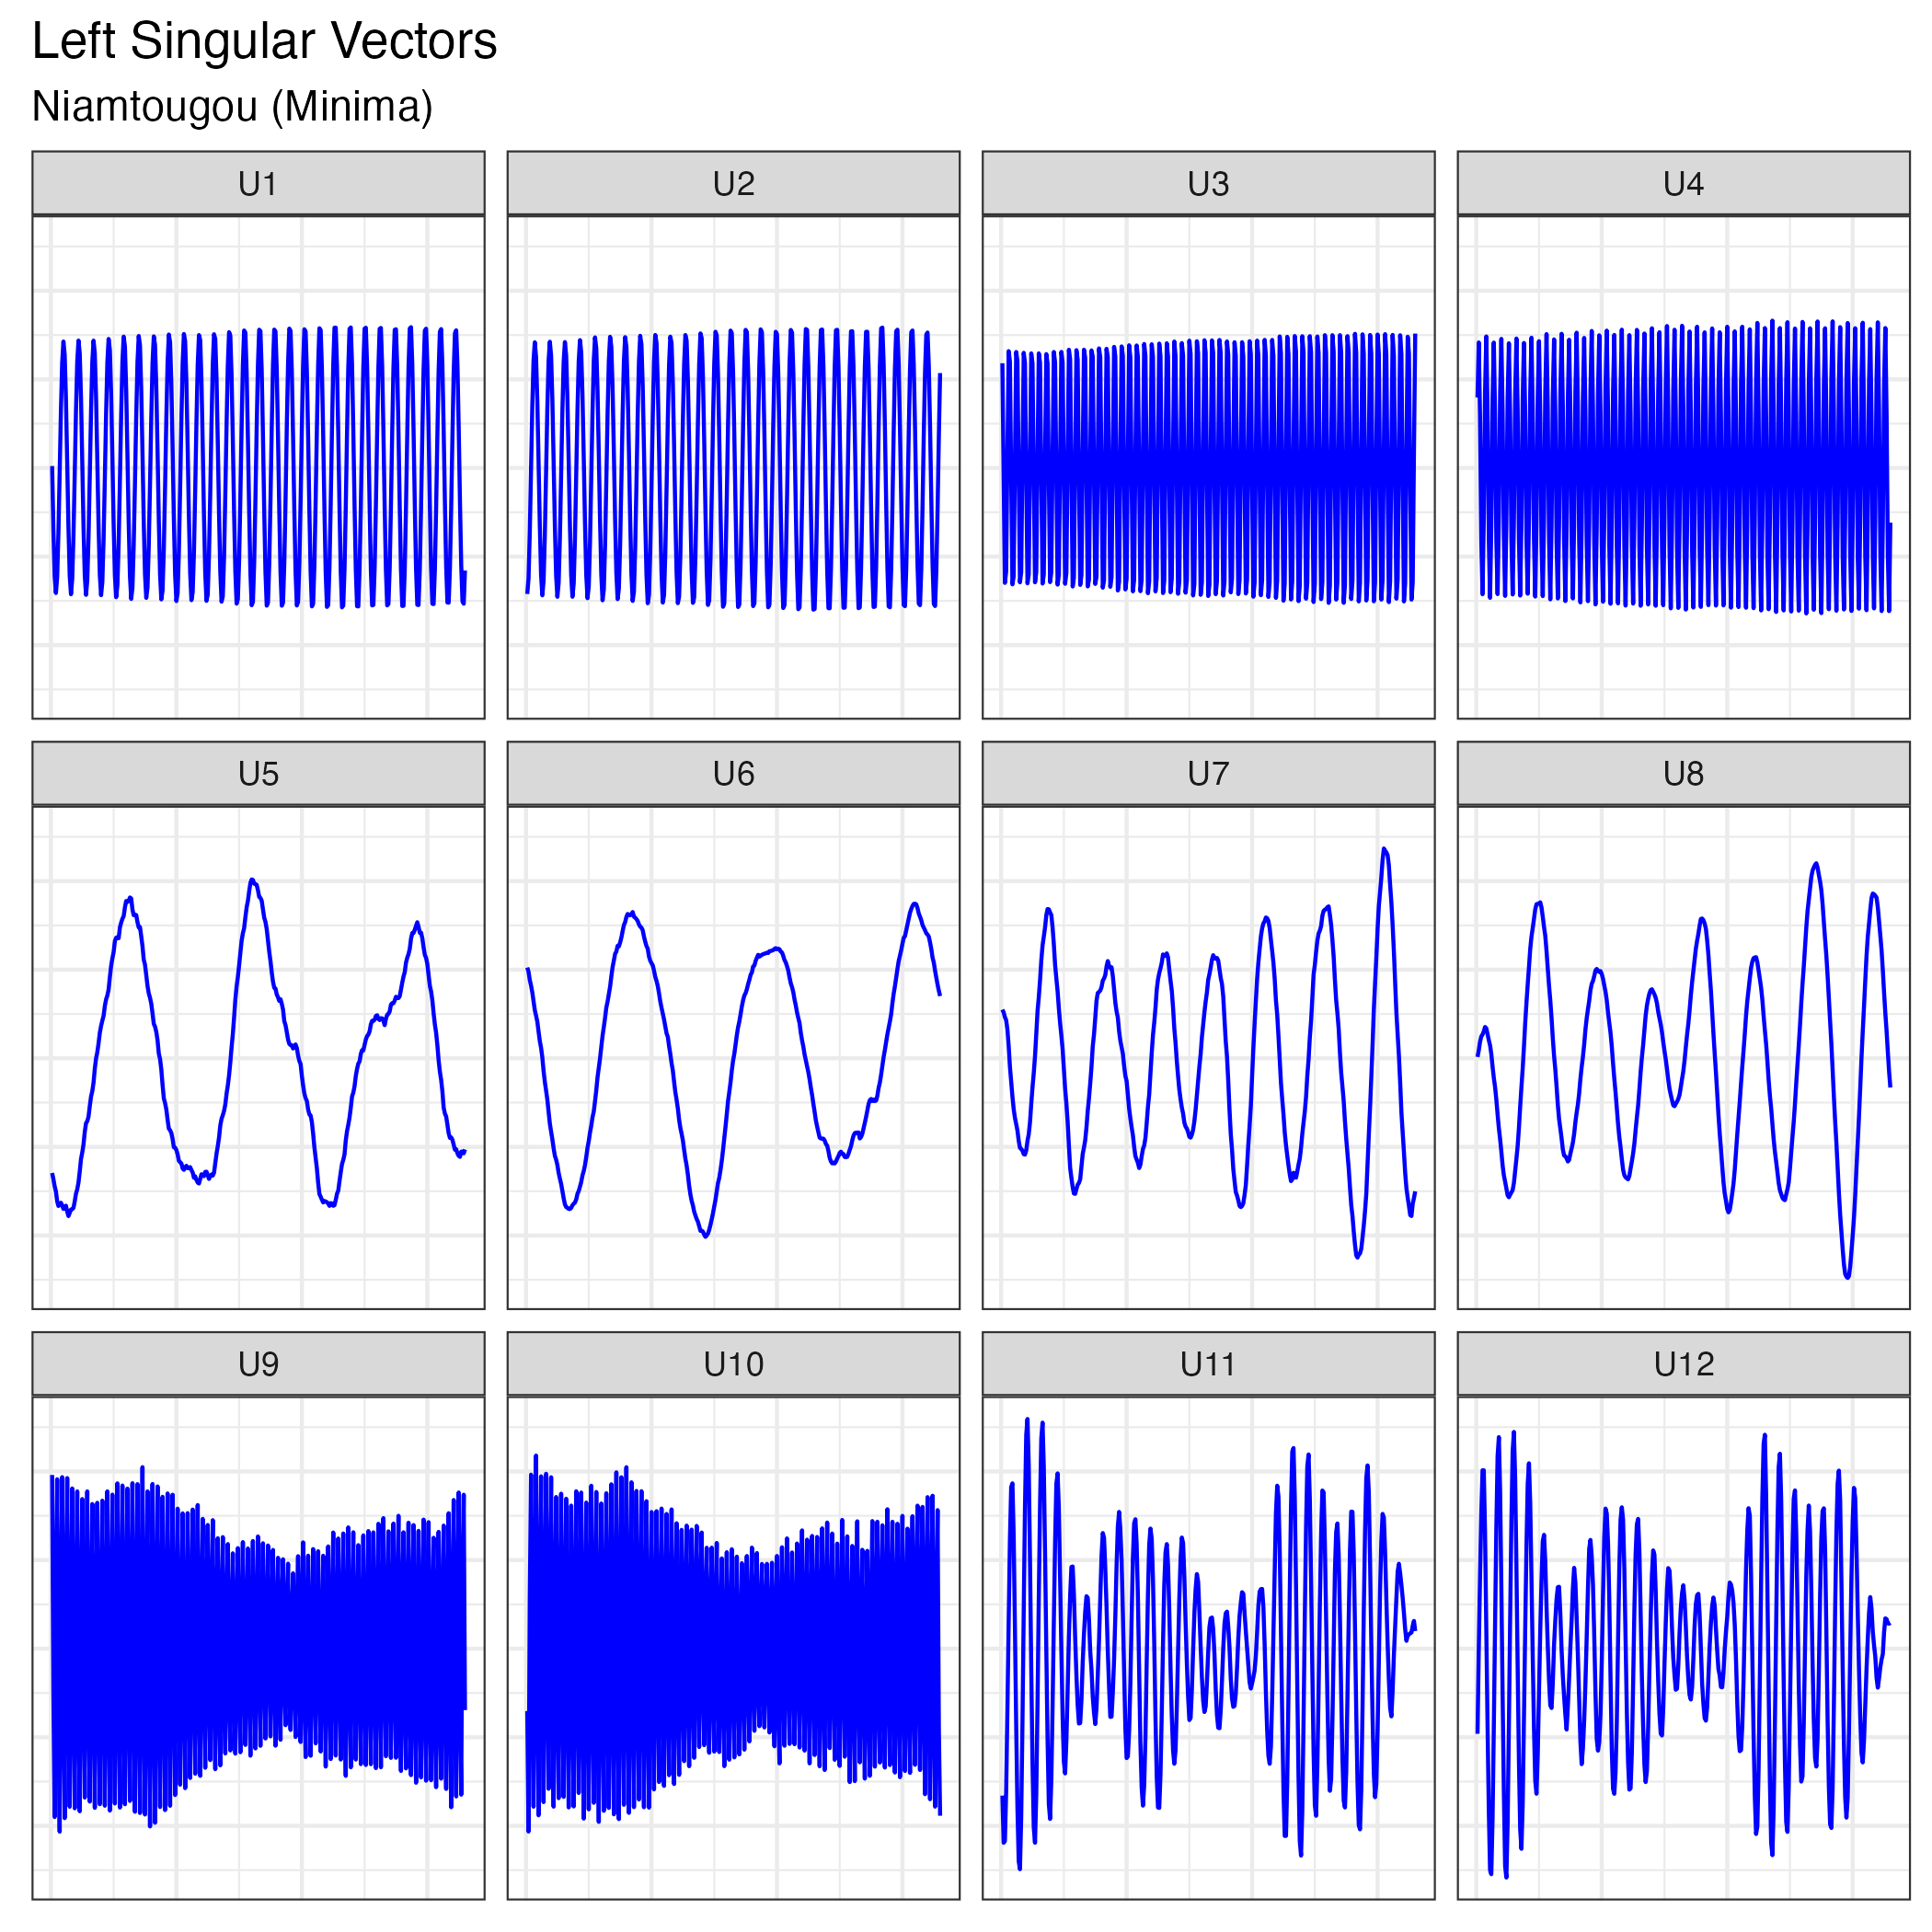 Left Singular Vectors
Niamtougou (Minima)
U1 U2 U3 U4
U5 U6 U7 U8
U9 U10 U11 U12